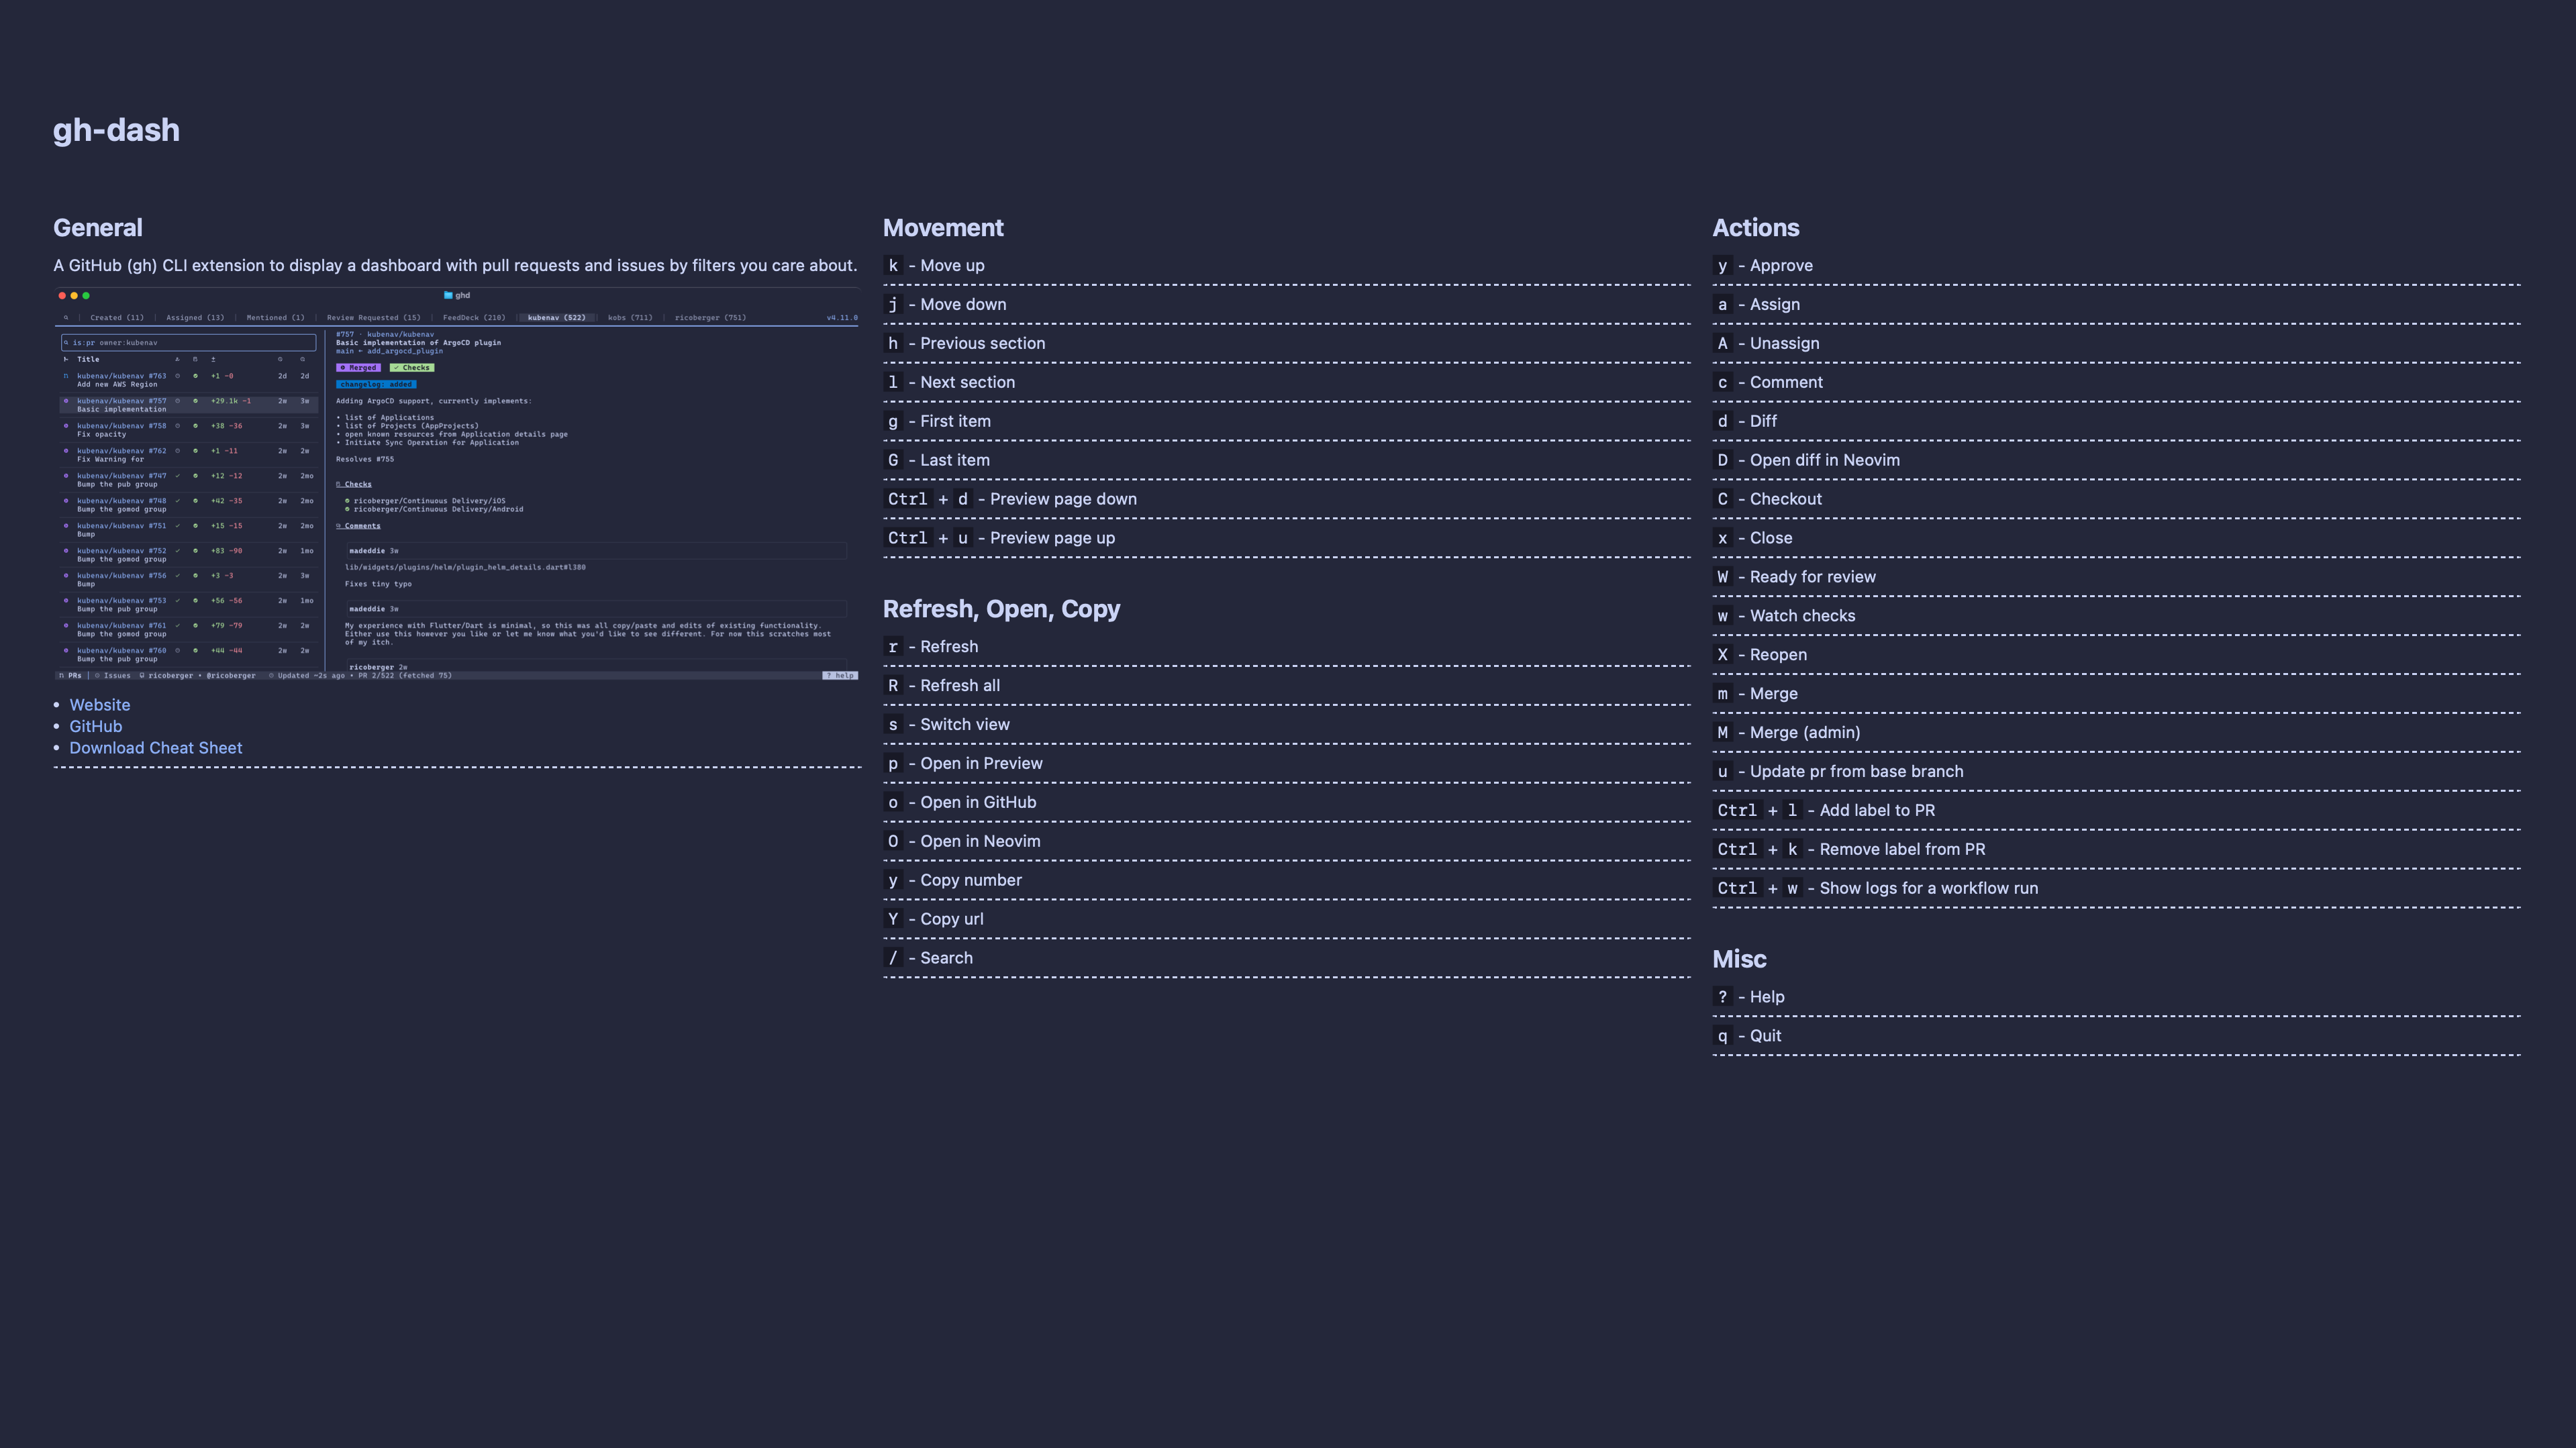 gh-dash
General
A GitHub (gh) CLI extension to display a dashboard with pull requests and issues by filters you care about.
ghd
Created (11) | Assigned (13) | Mentioned (1) | Review Requested (15) | FeedDeck (210) | kubenav (522) | kobs (711) | ricoberger (751) v4.11.0
is:pr owner:kubenav
Title
kubenav/kubenav #763 +1 -0 2d 2d
Add new AWS Region
kubenav/kubenav #757 +29.1k -1 2w 3w
Basic implementation
kubenav/kubenav #758 +38 -36 2w 3w
Fix opacity
kubenav/kubenav #762 +1 -11 2w 2w
Fix Warning for
kubenav/kubenav #747 +12 -12 2w 2mo
Bump the pub group
kubenav/kubenav #748 +42 -35 2w 2mo
Bump the gomod group
kubenav/kubenav #751 +15 -15 2w 2mo
Bump
kubenav/kubenav #752 +83 -90 2w 1mo
Bump the gomod group
kubenav/kubenav #756 +3 -3 2w 3w
Bump
kubenav/kubenav #753 +56 -56 2w 1mo
Bump the pub group
kubenav/kubenav #761 +79 -79 2w 2w
Bump the gomod group
kubenav/kubenav #760 +44 -44 2w 2w
Bump the pub group
#757 · kubenav/kubenav
Basic implementation of ArgoCD plugin
main ← add_argocd_plugin
Merged ✓ Checks
changelog: added
Adding ArgoCD support, currently implements:
• list of Applications
• list of Projects (AppProjects)
• open known resources from Application details page
• Initiate Sync Operation for Application
Resolves #755
Checks
ricoberger/Continuous Delivery/iOS
ricoberger/Continuous Delivery/Android
Comments
madeddie 3w
lib/widgets/plugins/helm/plugin_helm_details.dart#l380
Fixes tiny typo
madeddie 3w
My experience with Flutter/Dart is minimal, so this was all copy/paste and edits of existing functionality.
Either use this however you like or let me know what you'd like to see different. For now this scratches most
of my itch.
ricoberger 2w
PRs | Issues ricoberger • @ricoberger Updated ~2s ago • PR 2/522 (fetched 75) ? help
• Website
• GitHub
• Download Cheat Sheet
Movement
k - Move up
j - Move down
h - Previous section
l - Next section
g - First item
G - Last item
Ctrl + d - Preview page down
Ctrl + u - Preview page up
Refresh, Open, Copy
r - Refresh
R - Refresh all
s - Switch view
p - Open in Preview
o - Open in GitHub
O - Open in Neovim
y - Copy number
Y - Copy url
/ - Search
Actions
y - Approve
a - Assign
A - Unassign
c - Comment
d - Diff
D - Open diff in Neovim
C - Checkout
x - Close
W - Ready for review
w - Watch checks
X - Reopen
m - Merge
M - Merge (admin)
u - Update pr from base branch
Ctrl + l - Add label to PR
Ctrl + k - Remove label from PR
Ctrl + w - Show logs for a workflow run
Misc
? - Help
q - Quit